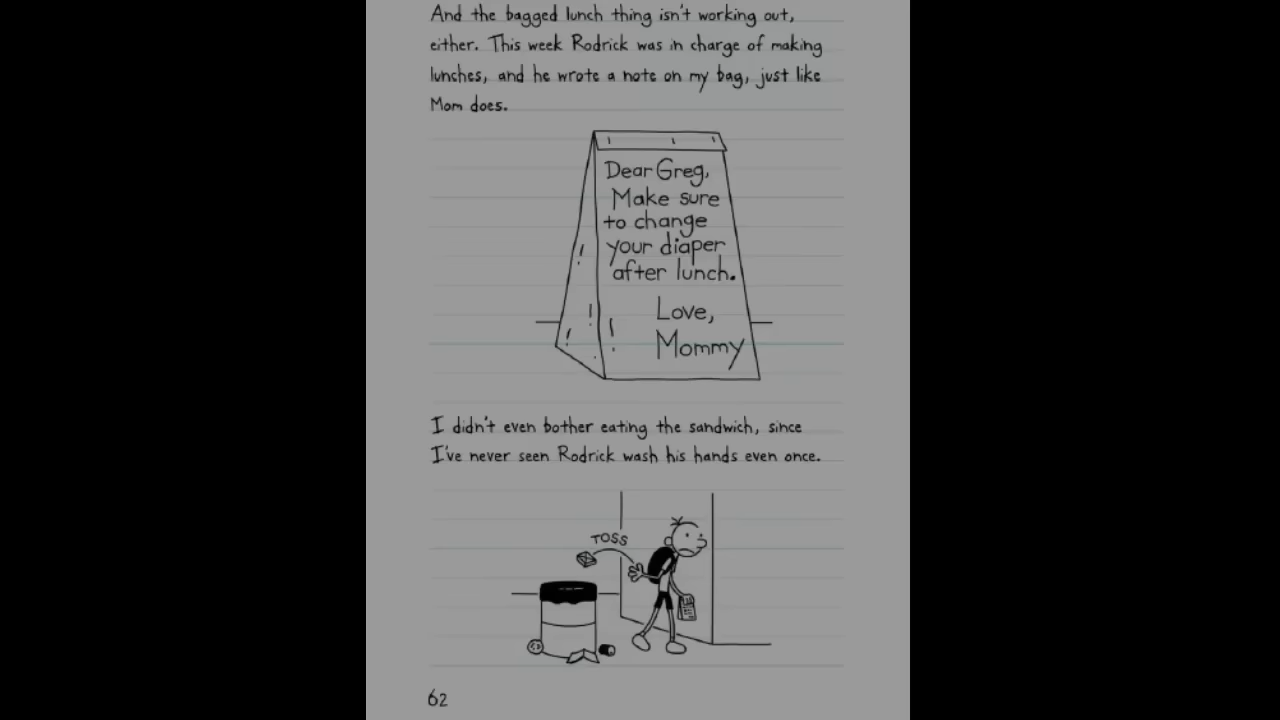 And the bagged lunch thing isn't working out,
either. This week Rodrick was in charge of making
lunches, and he wrote a note on my bag, just like
Mom does.
Dear Greg,
Make sure
to change
your diaper
after lunch.
Love,
Mommy
I didn't even bother eating the sandwich, since
I've never seen Rodrick wash his hands even once.
TOSS
62